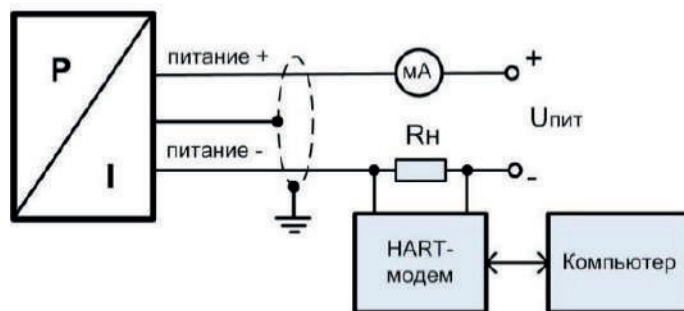 питание +
мА
+
P
Uпит
Rн
питание -
-
I
HART-
модем
Компьютер